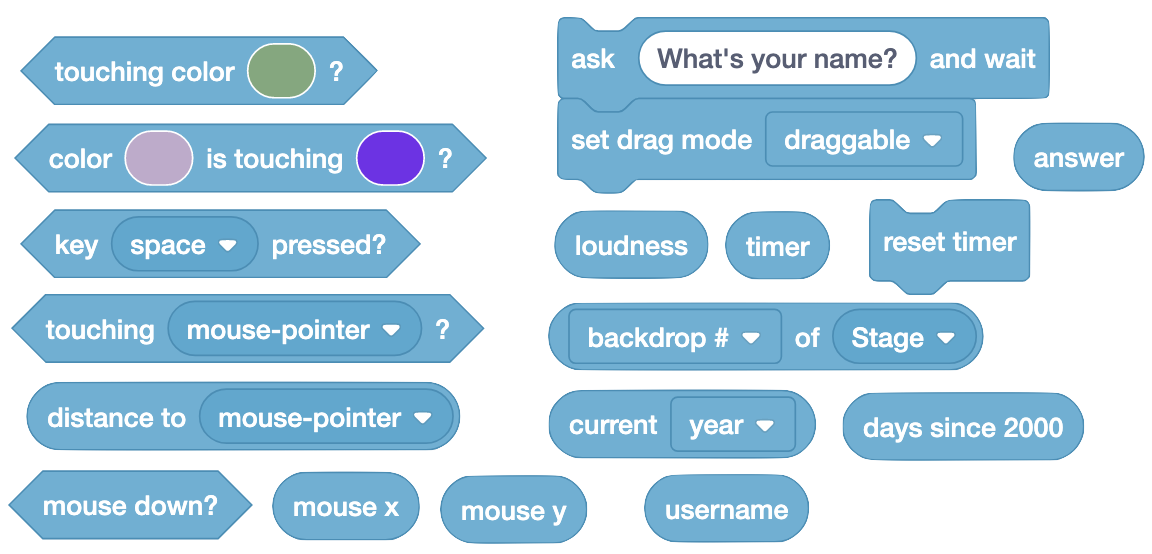 touching color ?
color is touching ?
key space pressed?
touching mouse-pointer ?
distance to mouse-pointer
mouse down?
mouse x
mouse y
ask What's your name? and wait
set drag mode draggable
answer
loudness
timer
reset timer
backdrop # of Stage
current year
days since 2000
username